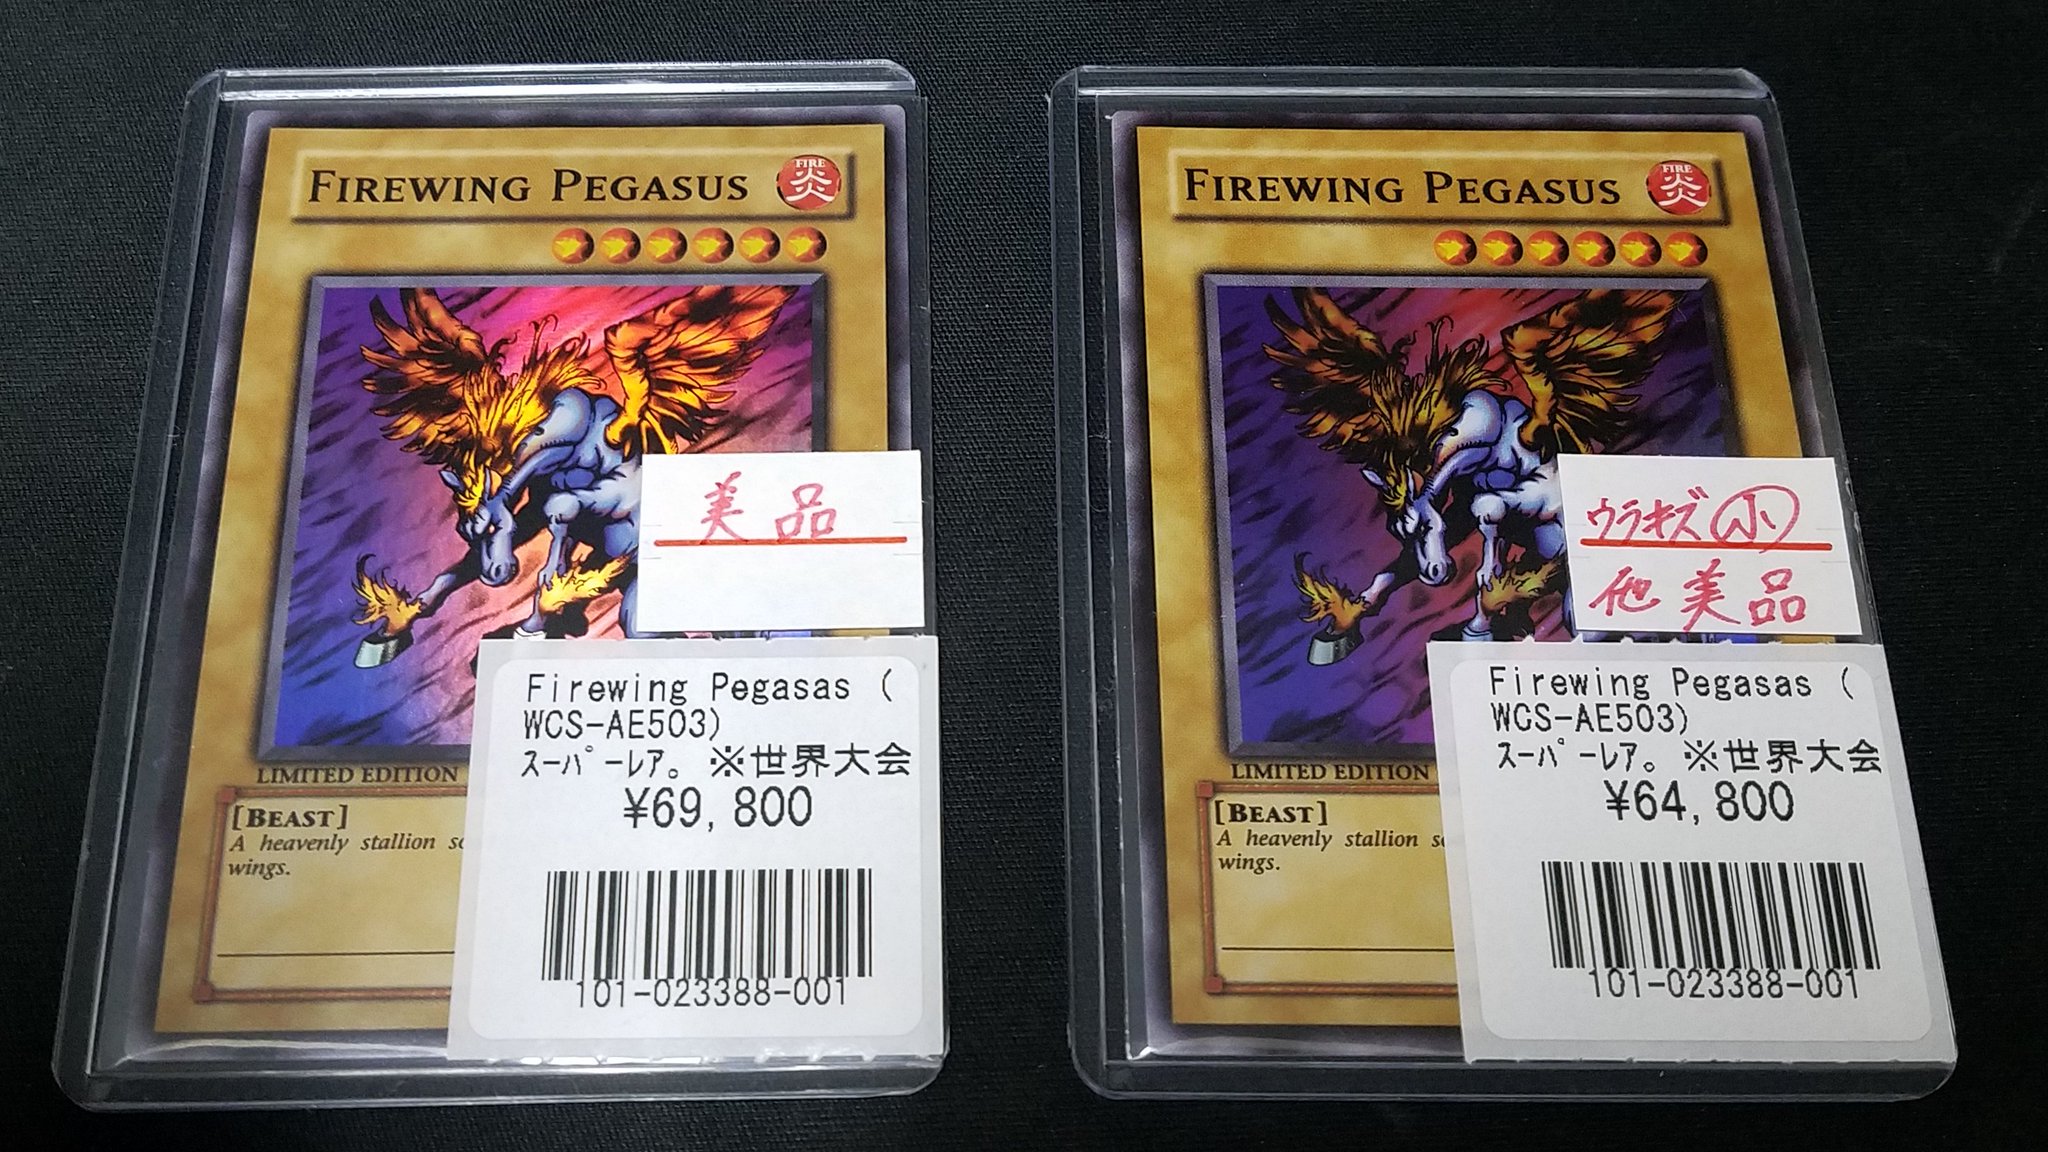 FIREWING PEGASUS
FIRE
炎
美品
LIMITED EDITION
[BEAST]
A heavenly stallion
wings.
Firewing Pegasas (
WCS-AE503)
スーパーレア。※世界大会
¥69,800
101-023388-001
FIREWING PEGASUS
FIRE
炎
ウラキズ小
他美品
LIMITED EDITION
[BEAST]
A heavenly stallion
wings.
Firewing Pegasas (
WCS-AE503)
スーパーレア。※世界大会
¥64,800
101-023388-001